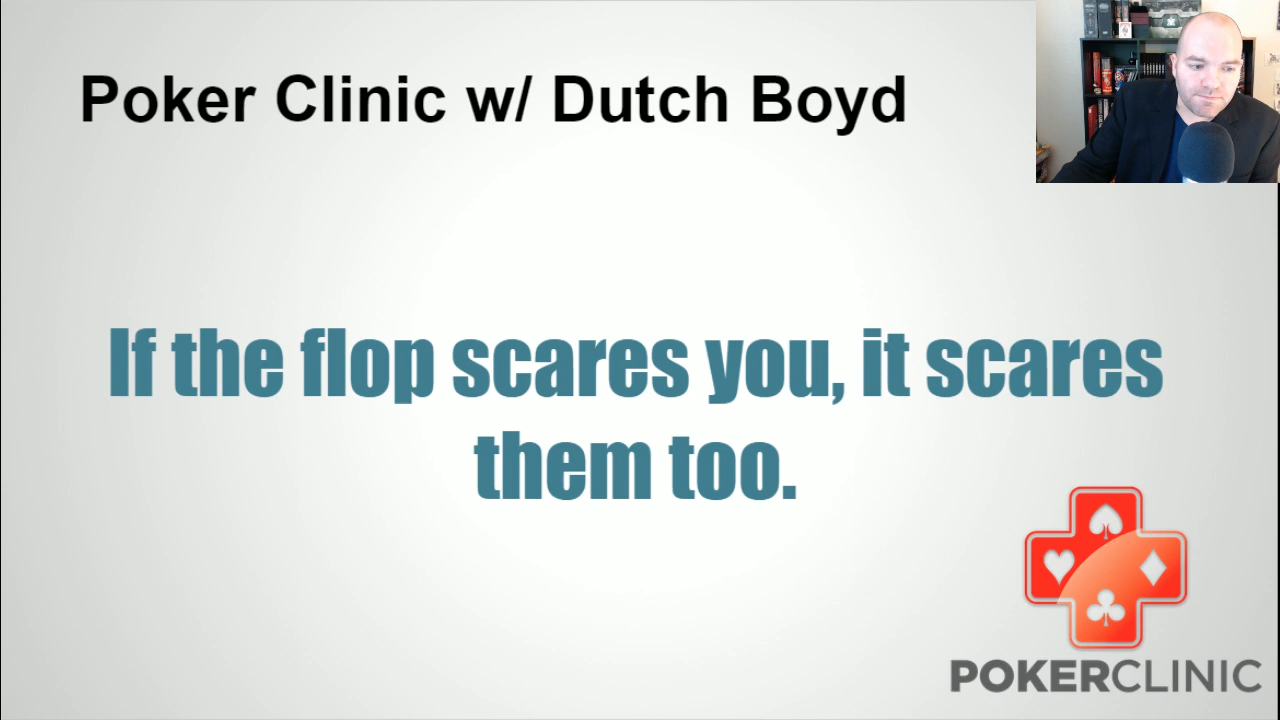 Poker Clinic w/ Dutch Boyd
If the flop scares you, it scares
them too.
POKERCLINIC